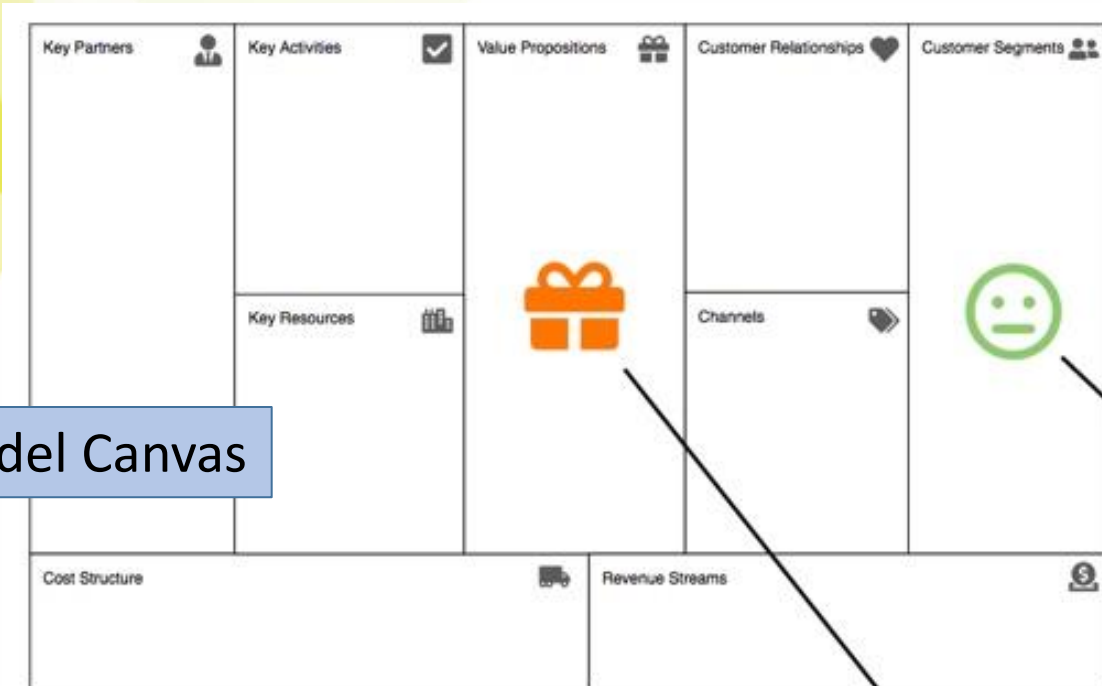 Key Partners
Key Activities
Value Propositions
Customer Relationships
Customer Segments
Key Resources
Channels
del Canvas
Cost Structure
Revenue Streams